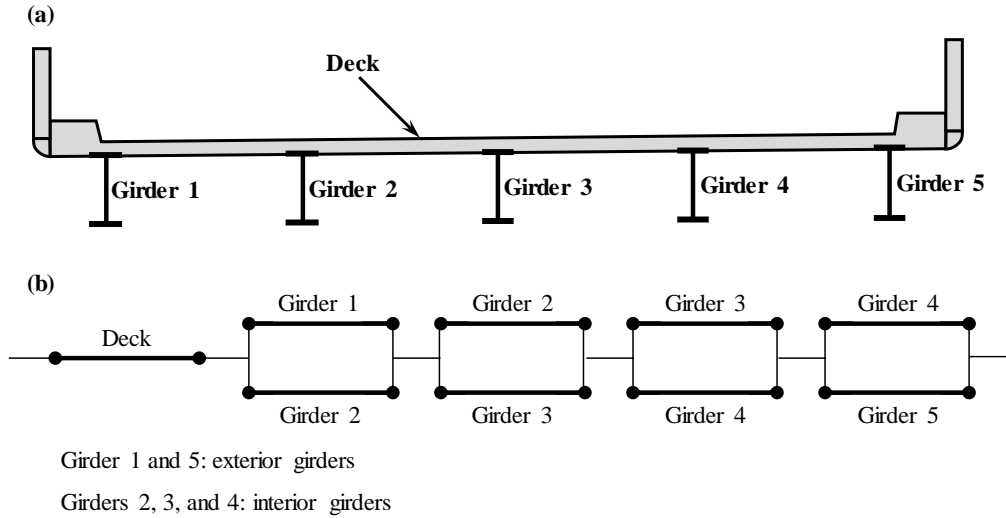 (a)
Deck
Girder 1
Girder 2
Girder 3
Girder 4
Girder 5
(b)
Girder 1
Girder 2
Girder 3
Girder 4
Deck
Girder 2
Girder 3
Girder 4
Girder 5
Girder 1 and 5: exterior girders
Girders 2, 3, and 4: interior girders